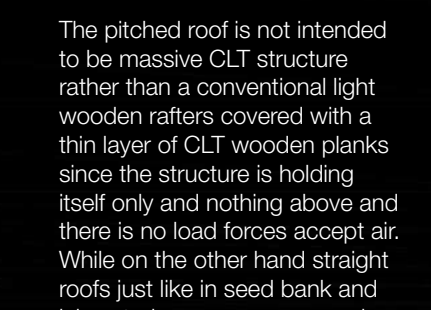 The pitched roof is not intended
to be massive CLT structure
rather than a conventional light
wooden rafters covered with a
thin layer of CLT wooden planks
since the structure is holding
itself only and nothing above and
there is no load forces accept air.
While on the other hand straight
roofs just like in seed bank and